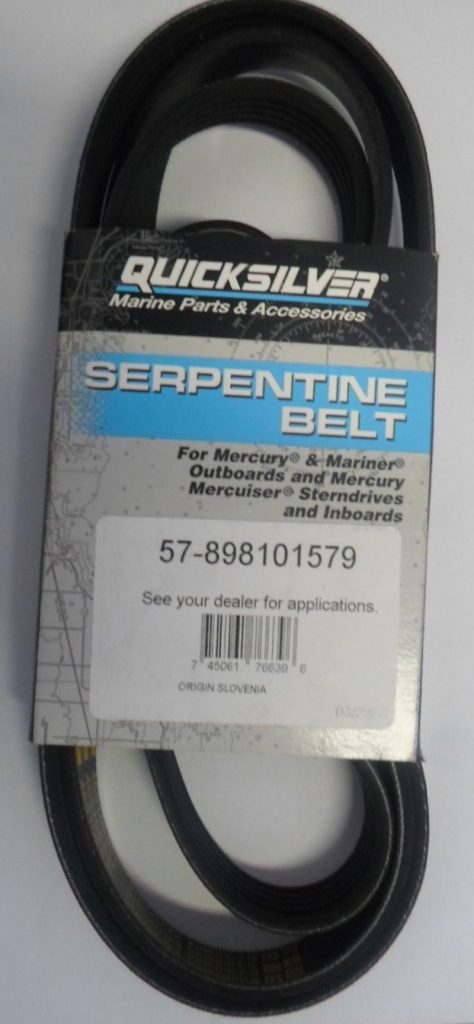 QUICKSILVER®
Marine Parts & Accessories
SERPENTINE
BELT
For Mercury® & Mariner®
Outboards and Mercury
Mercuiser® Sterndrives
and Inboards
57-898101579
See your dealer for applications.
7 45061 76639 6
ORIGIN SLOVENIA